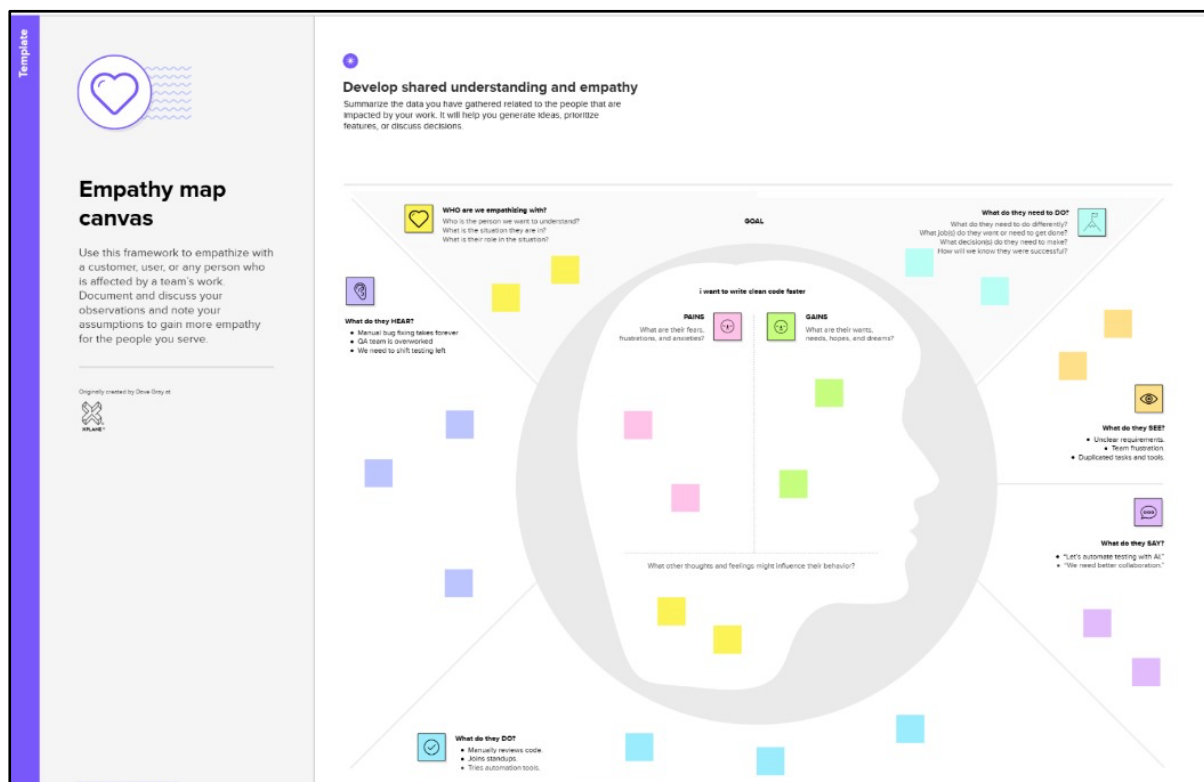 Template
Empathy map
canvas
Use this framework to empathize with
a customer, user, or any person who
is affected by a team's work.
Document and discuss your
observations and note your
assumptions to gain more empathy
for the people you serve.
Originally created by Dave Gray at
XPLANE
Develop shared understanding and empathy
Summarize the data you have gathered related to the people that are
impacted by your work. It will help you generate ideas, prioritize
features, or discuss decisions.
WHO are we empathizing with?
Who is the person we want to understand?
What is the situation they are in?
What is their role in the situation?
GOAL
What do they need to DO?
What do they need to do differently?
What job(s) do they want or need to get done?
What decision(s) do they need to make?
How will we know they were successful?
What do they HEAR?
• Manual bug fixing takes forever
• QA team is overworked
• We need to shift testing left
i want to write clean code faster
PAINS
What are their fears,
frustrations, and anxieties?
GAINS
What are their wants,
needs, hopes, and dreams?
What do they SEE?
• Unclear requirements.
• Team frustration.
• Duplicated tasks and tools.
What do they SAY?
• "Let's automate testing with AI."
• "We need better collaboration."
What other thoughts and feelings might influence their behavior?
What do they DO?
• Manually reviews code.
• Joins standups.
• Tries automation tools.